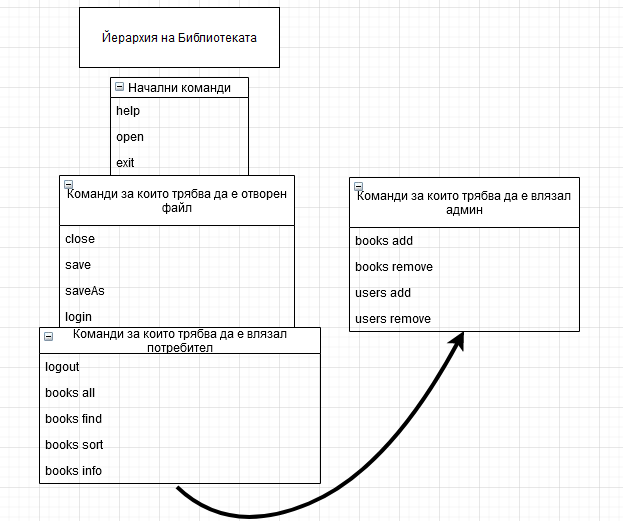 Йерархия на Библиотеката
Начални команди
help
open
exit
Команди за които трябва да е отворен
файл
close
save
saveAs
login
Команди за които трябва да е влязал
потребител
logout
books all
books find
books sort
books info
Команди за които трябва да е влязал
админ
books add
books remove
users add
users remove